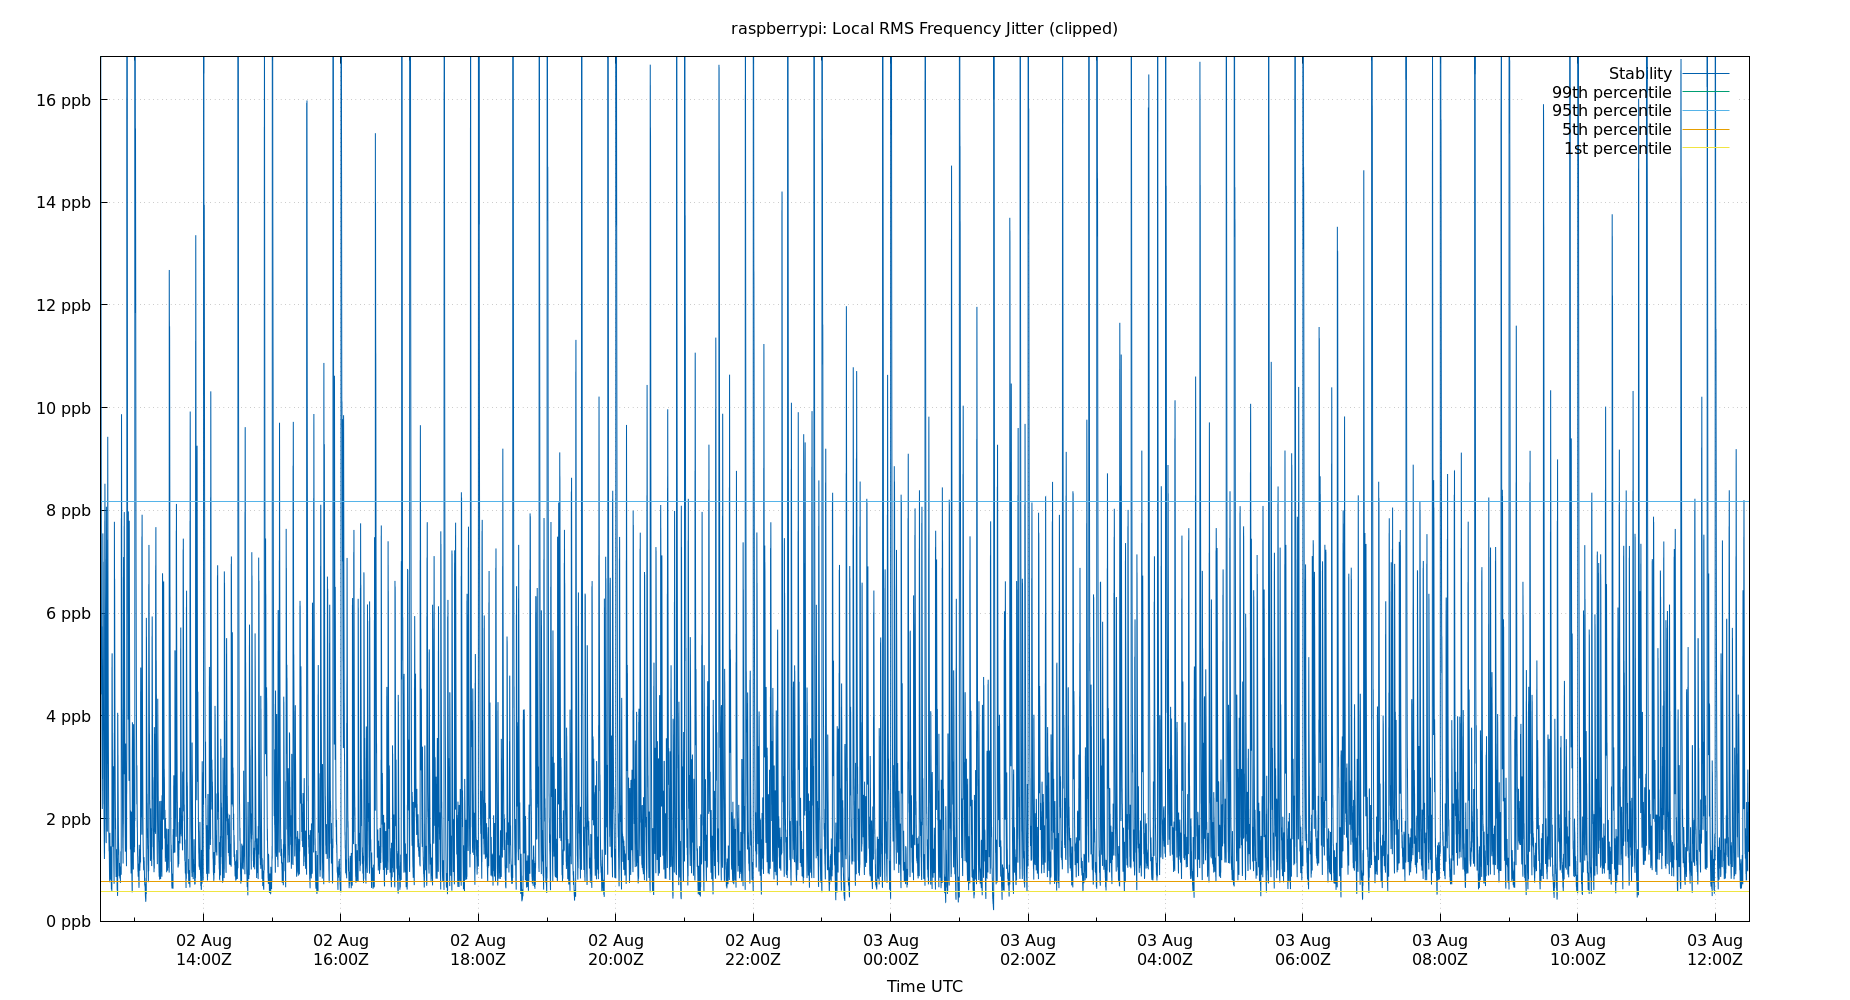 raspberrypi: Local RMS Frequency Jitter (clipped)
Stability
99th percentile
95th percentile
5th percentile
1st percentile
16 ppb
14 ppb
12 ppb
10 ppb
8 ppb
6 ppb
4 ppb
2 ppb
0 ppb
02 Aug 02 Aug 02 Aug 02 Aug 02 Aug 03 Aug 03 Aug 03 Aug 03 Aug 03 Aug 03 Aug 03 Aug
14:00Z 16:00Z 18:00Z 20:00Z 22:00Z 00:00Z 02:00Z 04:00Z 06:00Z 08:00Z 10:00Z 12:00Z
Time UTC